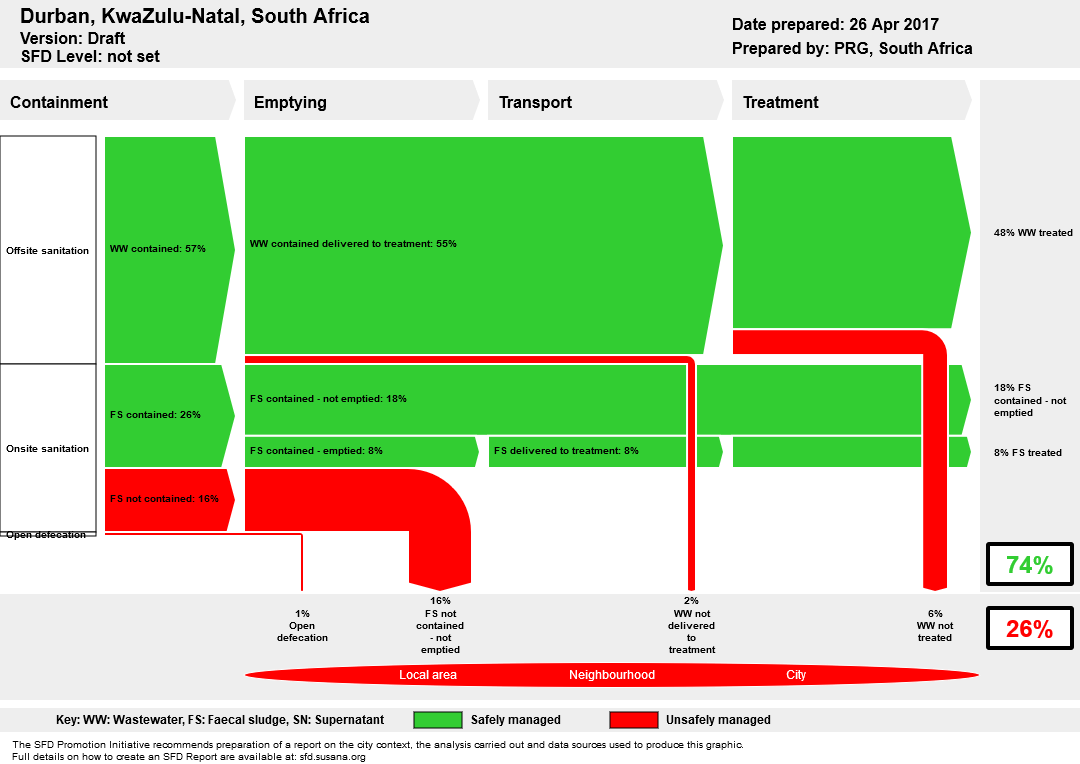 Durban, KwaZulu-Natal, South Africa
Version: Draft
SFD Level: not set
Date prepared: 26 Apr 2017
Prepared by: PRG, South Africa
Containment
Emptying
Transport
Treatment
Offsite sanitation
WW contained: 57%
WW contained delivered to treatment: 55%
48% WW treated
Onsite sanitation
FS contained: 26%
FS contained - not emptied: 18%
18% FS
contained - not
emptied
FS contained - emptied: 8%
FS delivered to treatment: 8%
8% FS treated
FS not contained: 16%
Open defecation
74%
1%
Open
defecation
16%
FS not
contained
- not
emptied
2%
WW not
delivered
to
treatment
6%
WW not
treated
26%
Local area
Neighbourhood
City
Key: WW: Wastewater, FS: Faecal sludge, SN: Supernatant
Safely managed
Unsafely managed
The SFD Promotion Initiative recommends preparation of a report on the city context, the analysis carried out and data sources used to produce this graphic.
Full details on how to create an SFD Report are available at: sfd.susana.org